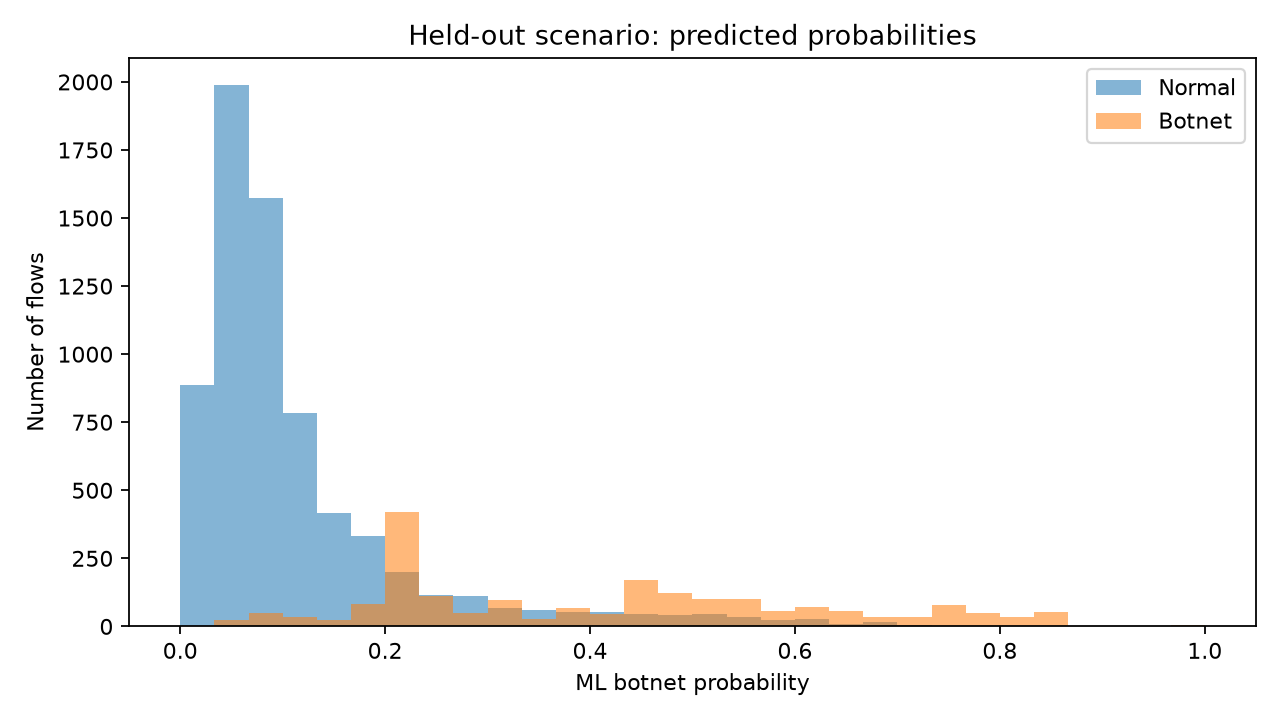 Held-out scenario: predicted probabilities
Normal
Botnet
Number of flows
2000
1750
1500
1250
1000
750
500
250
0
0.0 0.2 0.4 0.6 0.8 1.0
ML botnet probability